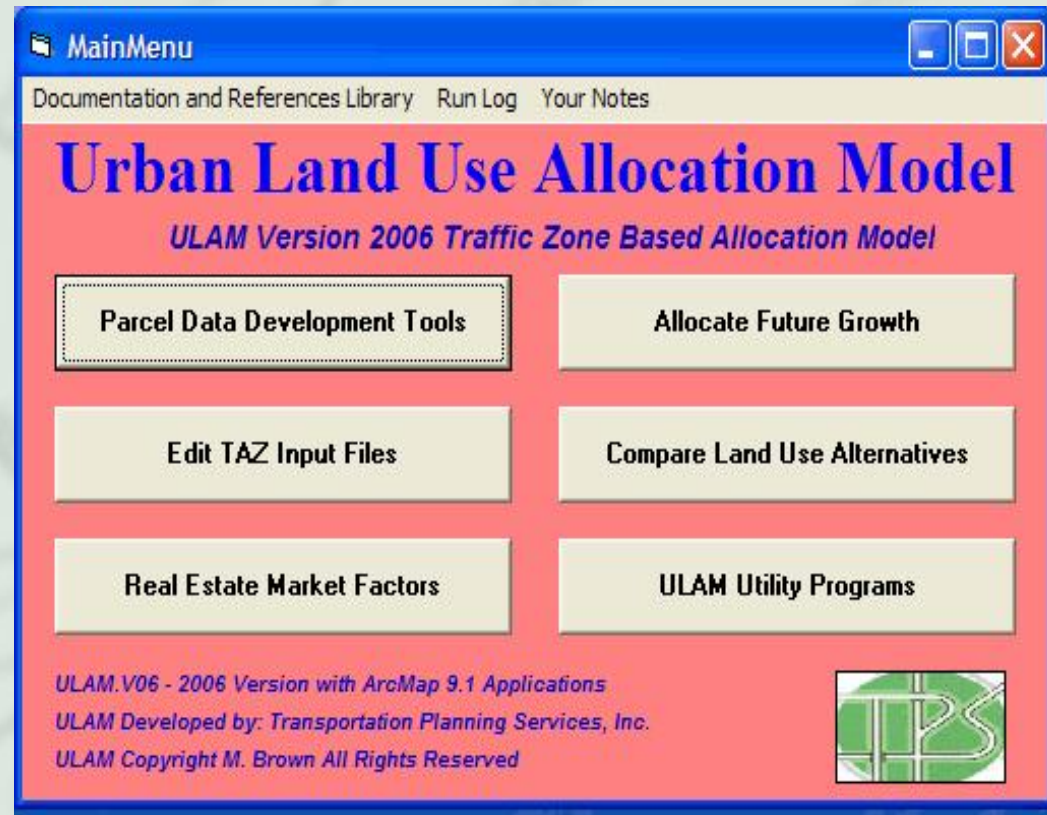 MainMenu
Documentation and References Library Run Log Your Notes
Urban Land Use Allocation Model
ULAM Version 2006 Traffic Zone Based Allocation Model
Parcel Data Development Tools
Allocate Future Growth
Edit TAZ Input Files
Compare Land Use Alternatives
Real Estate Market Factors
ULAM Utility Programs
ULAM.V06 - 2006 Version with ArcMap 9.1 Applications
ULAM Developed by: Transportation Planning Services, Inc.
ULAM Copyright M. Brown All Rights Reserved
TPS